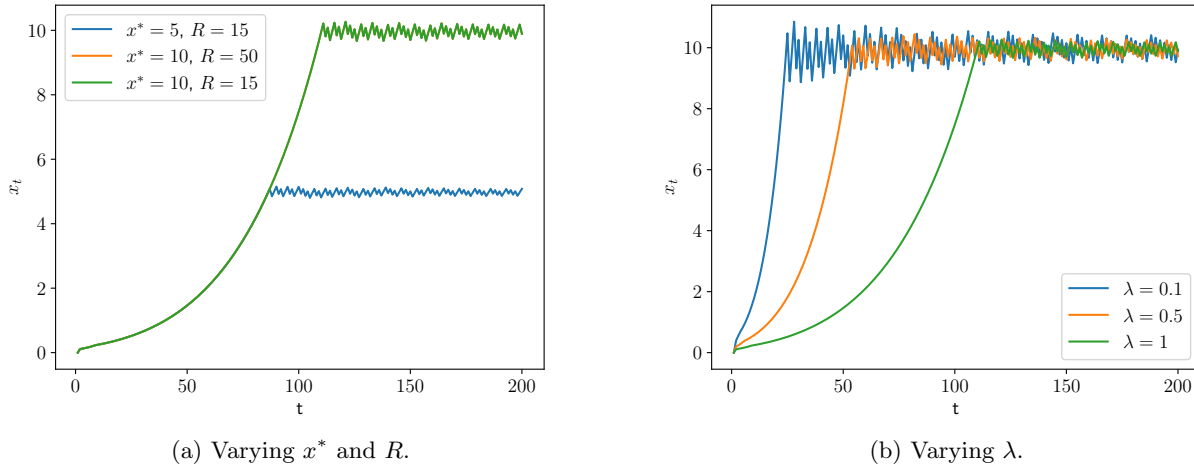 10
8
6
4
2
0
x_t
x* = 5, R = 15
x* = 10, R = 50
x* = 10, R = 15
0 50 100 150 200
t
(a) Varying x* and R.
10
8
6
4
2
0
x_t
λ = 0.1
λ = 0.5
λ = 1
0 50 100 150 200
t
(b) Varying λ.